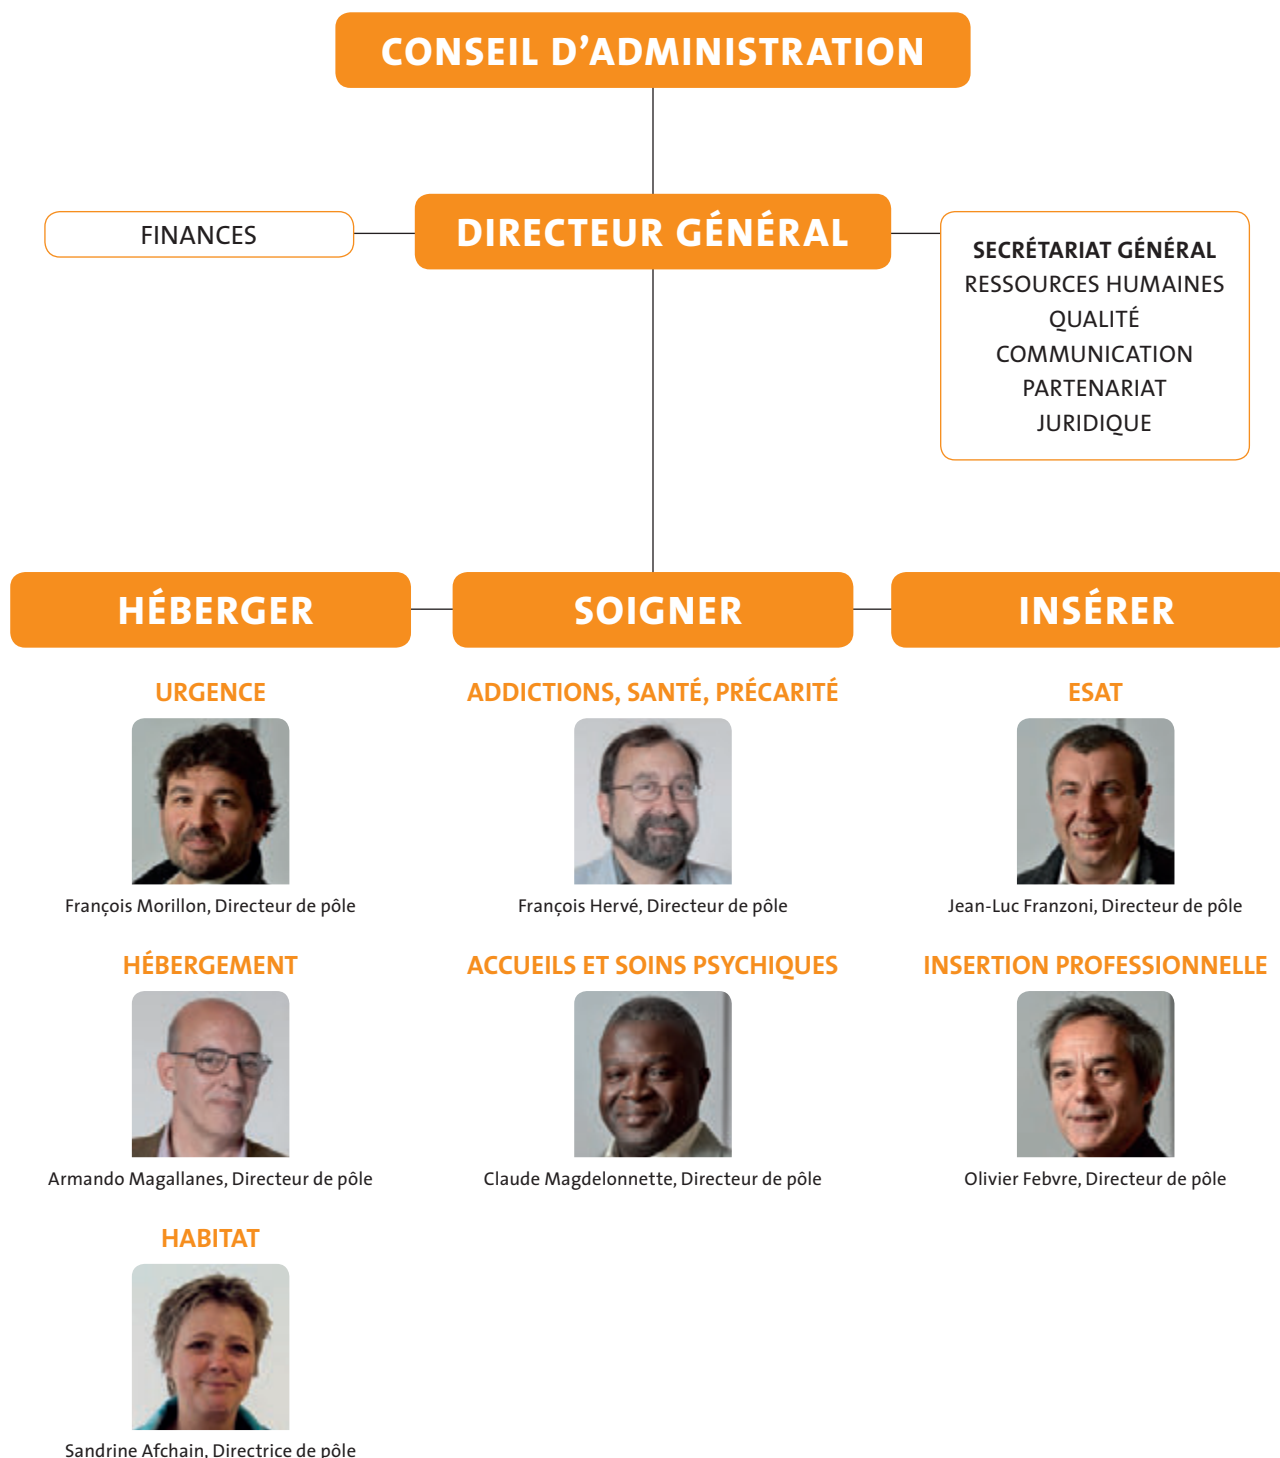 CONSEIL D'ADMINISTRATION
FINANCES
DIRECTEUR GÉNÉRAL
SECRÉTARIAT GÉNÉRAL
RESSOURCES HUMAINES
QUALITÉ
COMMUNICATION
PARTENARIAT
JURIDIQUE
HÉBERGER
SOIGNER
INSÉRER
URGENCE
ADDICTIONS, SANTÉ, PRÉCARITÉ
ESAT
François Morillon, Directeur de pôle
François Hervé, Directeur de pôle
Jean-Luc Franzoni, Directeur de pôle
HÉBERGEMENT
ACCUEILS ET SOINS PSYCHIQUES
INSERTION PROFESSIONNELLE
Armando Magallanes, Directeur de pôle
Claude Magdelonnette, Directeur de pôle
Olivier Febvre, Directeur de pôle
HABITAT
Sandrine Afchain, Directrice de pôle